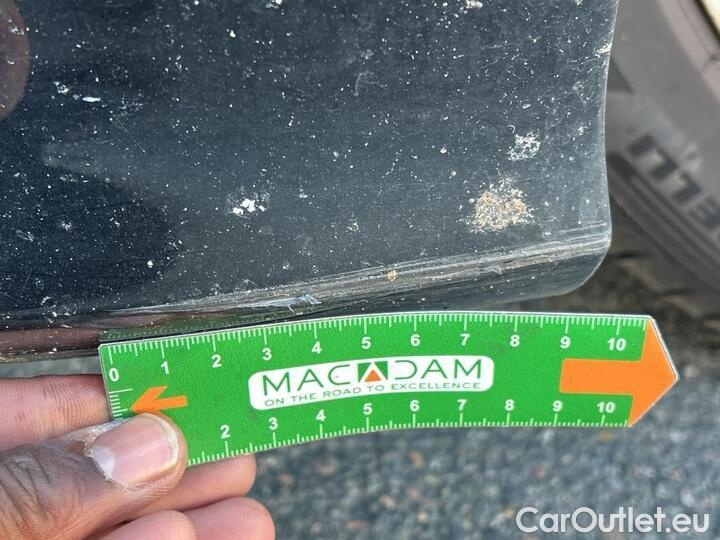 ELLI
0 1 2 3 4 5 6 7 8 9 10
MACADAM
ON THE ROAD TO EXCELLENCE
2 3 4 5 6 7 8 9 10
CarOutlet.eu